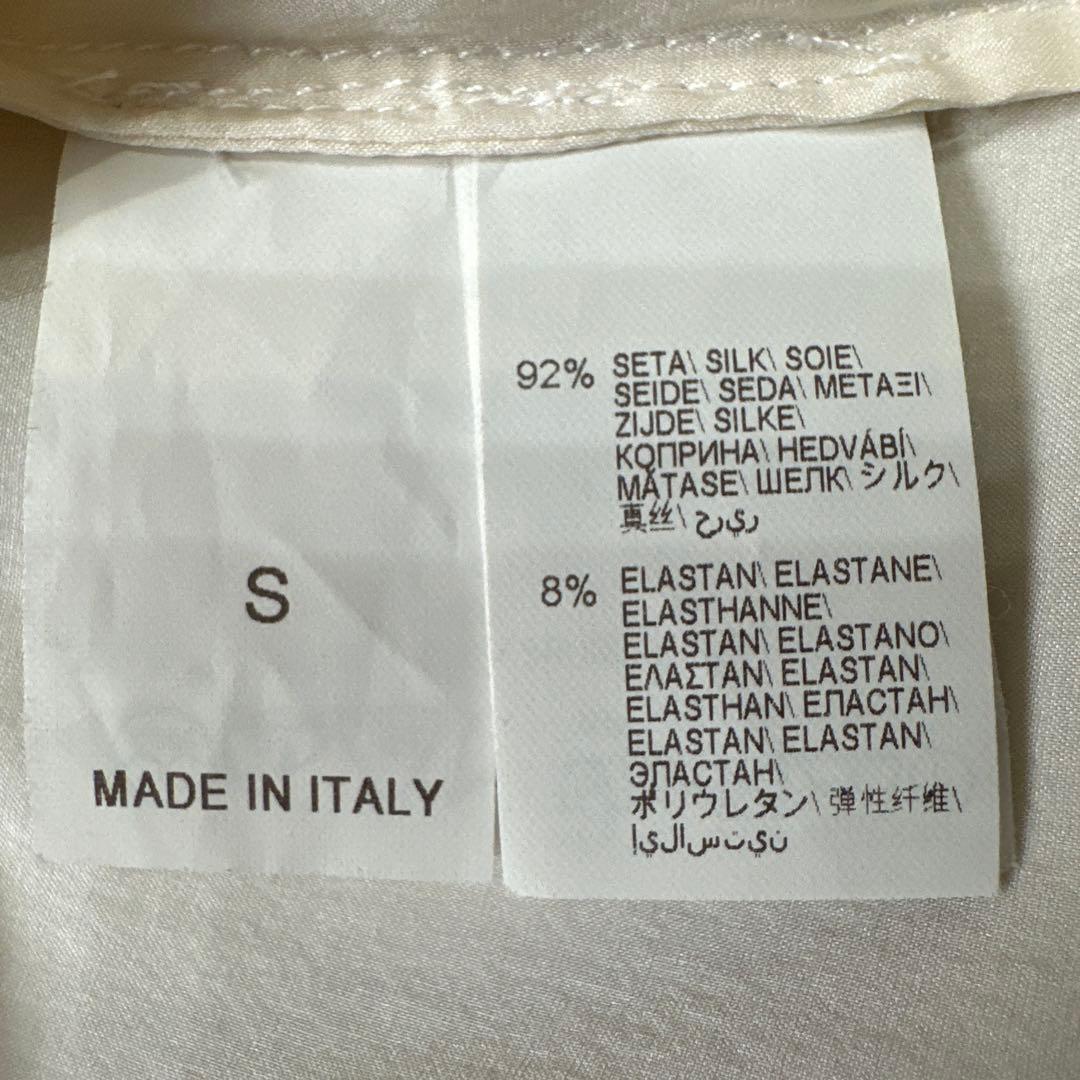 S
MADE IN ITALY
92% SETA\ SILK\ SOIE\
SEIDE\ SEDA\ ΜΕΤΑΞΙ\
ZIJDE\ SILKE\
КОПРИНА\ HEDVÁBÍ\
MĂTASE\ ШЕЛК\ シルク\
真丝\ حرير
8% ELASTAN\ ELASTANE\
ELASTHANNE\
ELASTAN\ ELASTANO\
ΕΛΑΣΤΑΝ\ ELASTAN\
ELASTHAN\ ЕЛАСТАН\
ELASTAN\ ELASTAN\
ЭЛАСТАН\
ポリウレタン\ 弹性纤维\
إيلاستين